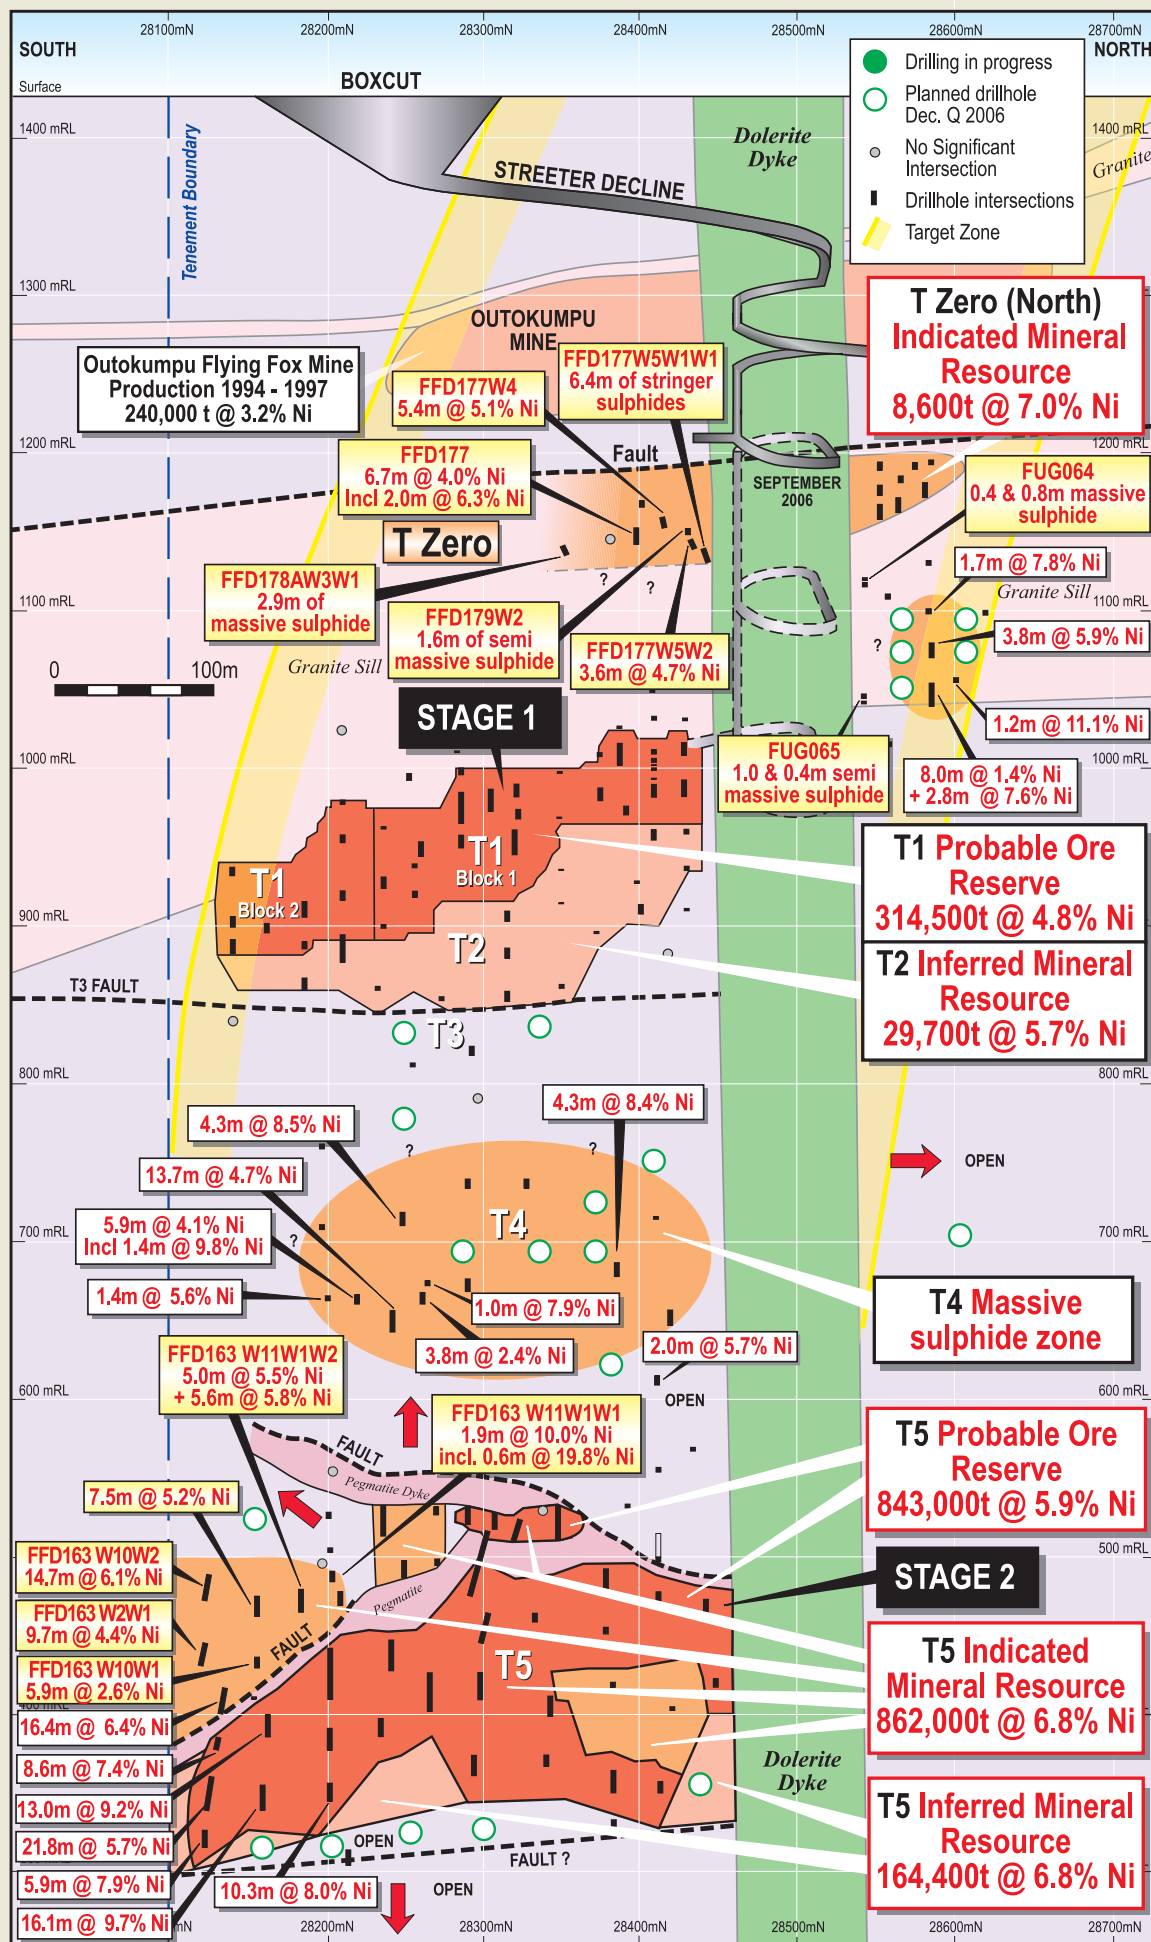 28100mN
28200mN
28300mN
28400mN
28500mN
28600mN
28700mN
SOUTH
NORTH
BOXCUT
Surface
Drilling in progress
Planned drillhole
Dec. Q 2006
No Significant
Intersection
Drillhole intersections
Target Zone
1400 mRL
1400 mRL
Tenement Boundary
Dolerite
Dyke
Granite
STREETER DECLINE
1300 mRL
T Zero (North)
Indicated Mineral
Resource
8,600t @ 7.0% Ni
OUTOKUMPU
MINE
Outokumpu Flying Fox Mine
Production 1994 - 1997
240,000 t @ 3.2% Ni
FFD177W5W1W1
6.4m of stringer
sulphides
FFD177W4
5.4m @ 5.1% Ni
1200 mRL
1200 mRL
Fault
FFD177
6.7m @ 4.0% Ni
Incl 2.0m @ 6.3% Ni
SEPTEMBER
2006
FUG064
0.4 & 0.8m massive
sulphide
T Zero
1.7m @ 7.8% Ni
?
?
FFD178AW3W1
2.9m of
massive sulphide
Granite Sill
1100 mRL
1100 mRL
FFD179W2
1.6m of semi
massive sulphide
3.8m @ 5.9% Ni
?
FFD177W5W2
3.6m @ 4.7% Ni
Granite Sill
0
100m
STAGE 1
1.2m @ 11.1% Ni
FUG065
1.0 & 0.4m semi
massive sulphide
1000 mRL
1000 mRL
8.0m @ 1.4% Ni
+ 2.8m @ 7.6% Ni
T1
Block 1
T1
Block 2
T1 Probable Ore
Reserve
314,500t @ 4.8% Ni
900 mRL
T2
T2 Inferred Mineral
Resource
29,700t @ 5.7% Ni
T3 FAULT
T3
800 mRL
800 mRL
4.3m @ 8.5% Ni
4.3m @ 8.4% Ni
?
?
OPEN
13.7m @ 4.7% Ni
5.9m @ 4.1% Ni
Incl 1.4m @ 9.8% Ni
?
T4
700 mRL
700 mRL
1.4m @ 5.6% Ni
1.0m @ 7.9% Ni
T4 Massive
sulphide zone
3.8m @ 2.4% Ni
2.0m @ 5.7% Ni
FFD163 W11W1W2
5.0m @ 5.5% Ni
+ 5.6m @ 5.8% Ni
600 mRL
600 mRL
OPEN
FFD163 W11W1W1
1.9m @ 10.0% Ni
incl. 0.6m @ 19.8% Ni
T5 Probable Ore
Reserve
843,000t @ 5.9% Ni
FAULT
Pegmatite Dyke
7.5m @ 5.2% Ni
FFD163 W10W2
14.7m @ 6.1% Ni
500 mRL
STAGE 2
Pegmatite
FFD163 W2W1
9.7m @ 4.4% Ni
FAULT
T5
FFD163 W10W1
5.9m @ 2.6% Ni
T5 Indicated
Mineral Resource
862,000t @ 6.8% Ni
16.4m @ 6.4% Ni
8.6m @ 7.4% Ni
Dolerite
Dyke
13.0m @ 9.2% Ni
T5 Inferred Mineral
Resource
164,400t @ 6.8% Ni
21.8m @ 5.7% Ni
OPEN
FAULT ?
5.9m @ 7.9% Ni
10.3m @ 8.0% Ni
OPEN
16.1m @ 9.7% Ni
mN
28200mN
28300mN
28400mN
28500mN
28600mN
28700mN